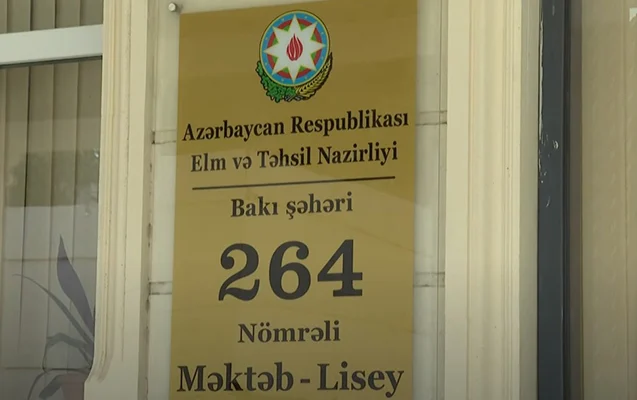 Azərbaycan Respublikası
Elm və Təhsil Nazirliyi
Bakı şəhəri
264
Nömrəli
Məktəb - Lisey